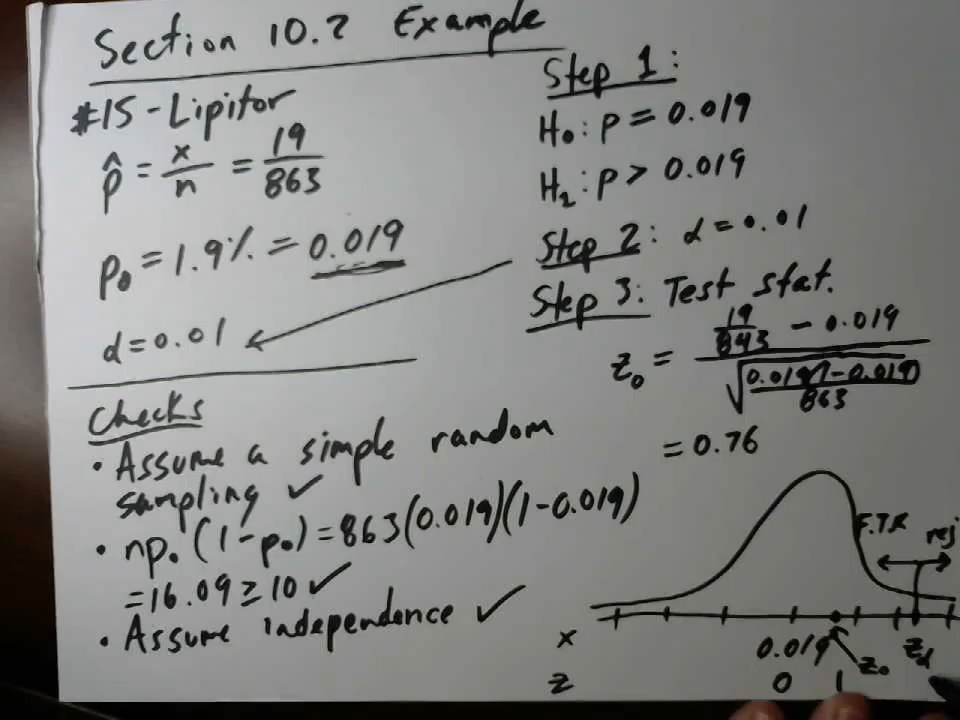 Section 10.2 Example
#15 - Lipitor
p̂ = x/n = 19/863
p₀ = 1.9% = 0.019
α = 0.01
Checks
• Assume a simple random
sampling ✓
• np₀(1-p₀) = 863(0.019)(1-0.019)
= 16.09 ≥ 10 ✓
• Assume independence ✓
Step 1:
H₀: p = 0.019
H₁: p > 0.019
Step 2: α = 0.01
Step 3: Test stat.
19/863 - 0.019
z₀ =
√0.019(1-0.019)/863
= 0.76
F.T.R rej
x 0.019 z₀ zα
z 0 1